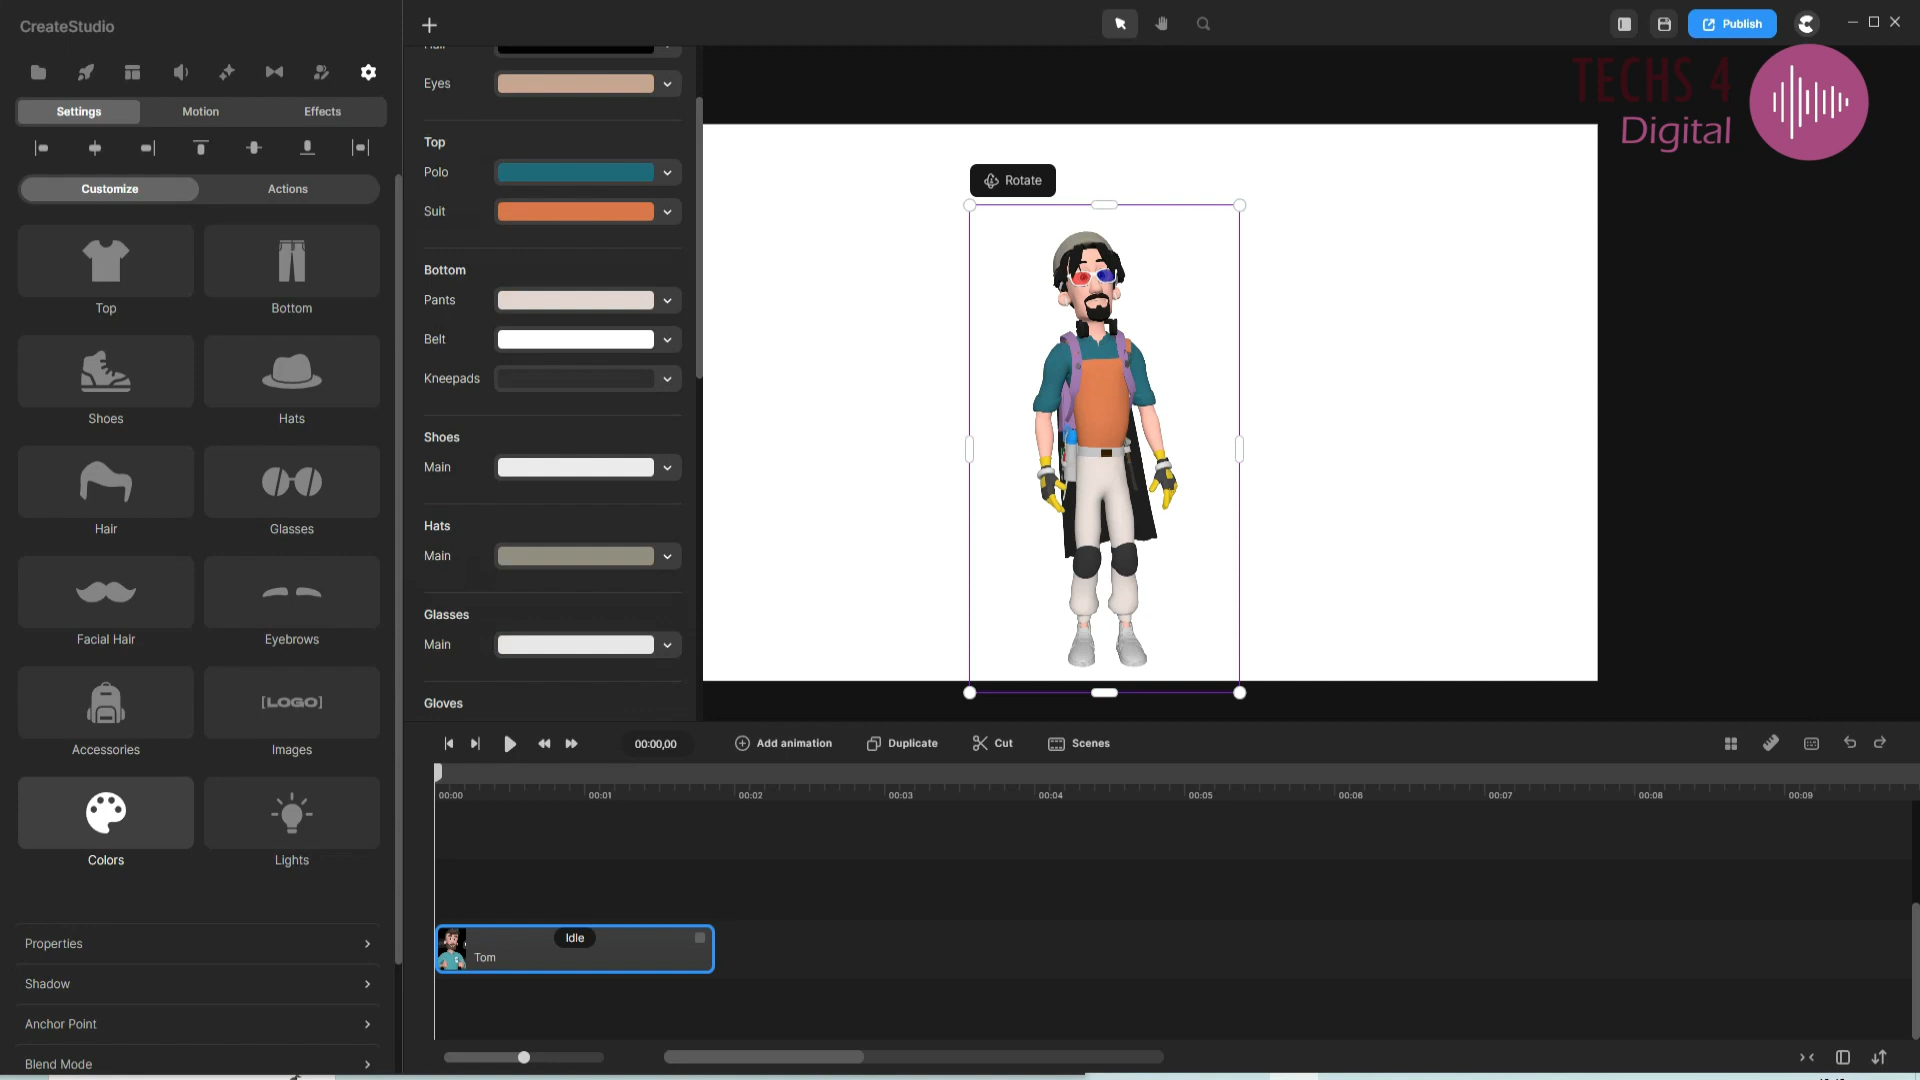 CreateStudio
Publish
TECHS 4
Digital
Settings
Motion
Effects
Customize
Actions
Top
Bottom
Shoes
Hats
Hair
Glasses
Facial Hair
Eyebrows
Accessories
[LOGO]
Images
Colors
Lights
Properties
Shadow
Anchor Point
Blend Mode
Eyes
Top
Polo
Suit
Bottom
Pants
Belt
Kneepads
Shoes
Main
Hats
Main
Glasses
Main
Gloves
Rotate
00:00,00
Add animation
Duplicate
Cut
Scenes
00:00
00:01
00:02
00:03
00:04
00:05
00:06
00:07
00:08
00:09
Idle
Tom